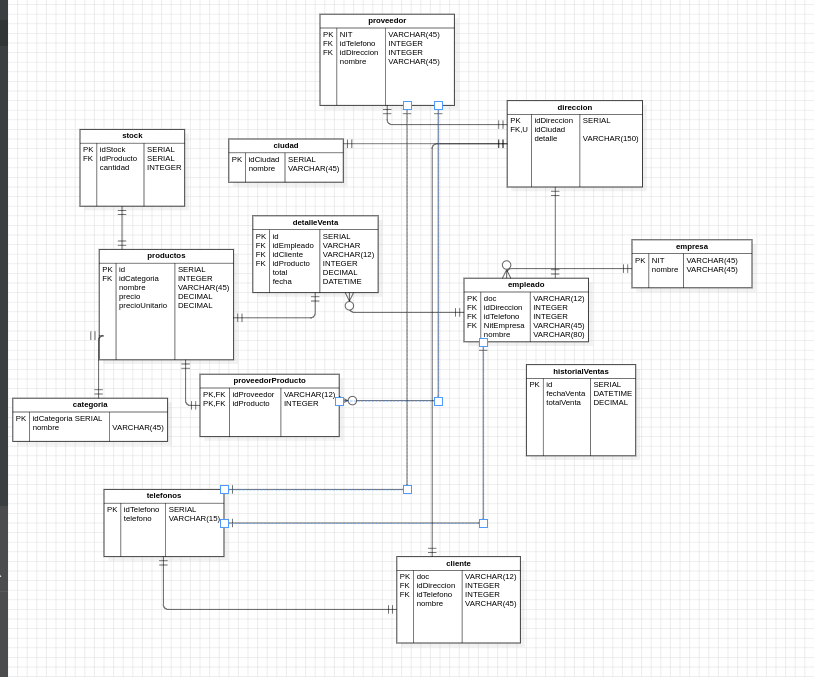 proveedor
PK NIT VARCHAR(45)
FK idTelefono INTEGER
FK idDireccion INTEGER
nombre VARCHAR(45)
direccion
PK idDireccion SERIAL
FK,U idCiudad
detalle VARCHAR(150)
stock
PK idStock SERIAL
FK idProducto SERIAL
cantidad INTEGER
ciudad
PK idCiudad SERIAL
nombre VARCHAR(45)
detalleVenta
PK id SERIAL
FK idEmpleado VARCHAR
FK idCliente VARCHAR(12)
FK idProducto INTEGER
total DECIMAL
fecha DATETIME
empresa
PK NIT VARCHAR(45)
nombre VARCHAR(45)
productos
PK id SERIAL
FK idCategoria INTEGER
nombre VARCHAR(45)
precio DECIMAL
precioUnitario DECIMAL
empleado
PK doc VARCHAR(12)
FK idDireccion INTEGER
FK idTelefono INTEGER
FK NitEmpresa VARCHAR(45)
nombre VARCHAR(80)
historialVentas
PK id SERIAL
fechaVenta DATETIME
totalVenta DECIMAL
proveedorProducto
PK,FK idProveedor VARCHAR(12)
PK,FK idProducto INTEGER
categoria
PK idCategoria SERIAL
nombre VARCHAR(45)
telefonos
PK idTelefono SERIAL
telefono VARCHAR(15)
cliente
PK doc VARCHAR(12)
FK idDireccion INTEGER
FK idTelefono INTEGER
nombre VARCHAR(45)